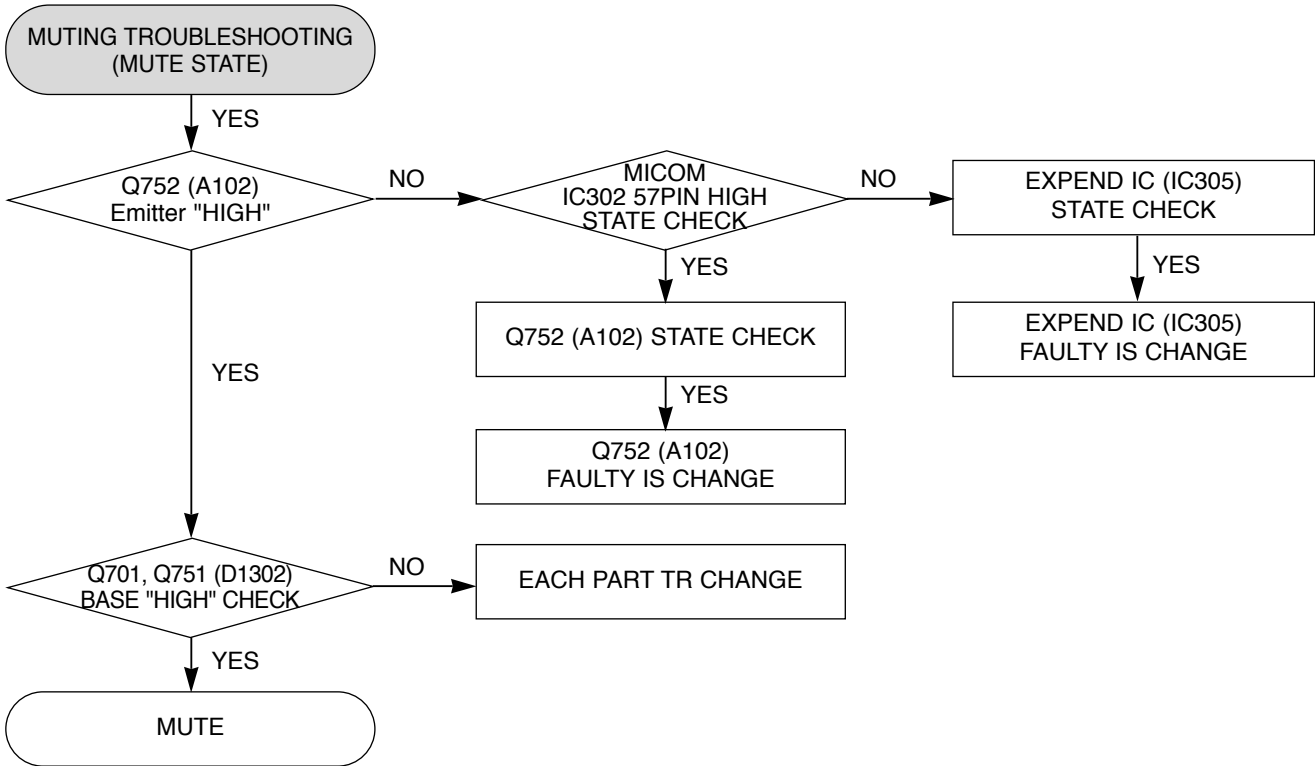 MUTING TROUBLESHOOTING
(MUTE STATE)
YES
Q752 (A102)
Emitter "HIGH"
NO
MICOM
IC302 57PIN HIGH
STATE CHECK
NO
EXPEND IC (IC305)
STATE CHECK
YES
YES
Q752 (A102) STATE CHECK
EXPEND IC (IC305)
FAULTY IS CHANGE
YES
YES
Q752 (A102)
FAULTY IS CHANGE
Q701, Q751 (D1302)
BASE "HIGH" CHECK
NO
EACH PART TR CHANGE
YES
MUTE